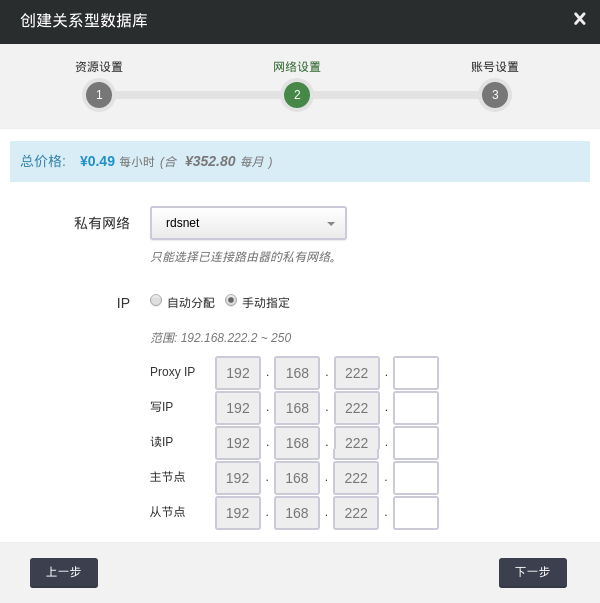 创建关系型数据库
资源设置 网络设置 账号设置
1 2 3
总价格: ¥0.49 每小时 (合 ¥352.80 每月 )
私有网络 rdsnet
只能选择已连接路由器的私有网络。
IP 自动分配 手动指定
范围: 192.168.222.2 ~ 250
Proxy IP 192 . 168 . 222 .
写IP 192 . 168 . 222 .
读IP 192 . 168 . 222 .
主节点 192 . 168 . 222 .
从节点 192 . 168 . 222 .
上一步 下一步